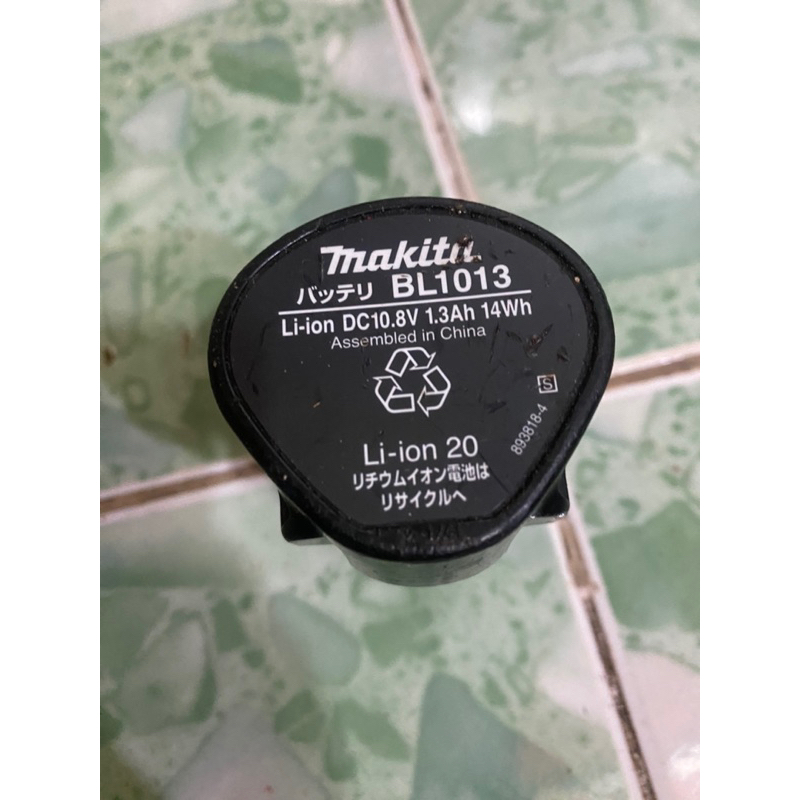 makita
バッテリ BL1013
Li-ion DC10.8V 1.3Ah 14Wh
Assembled in China
S
893818-4
Li-ion 20
リチウムイオン電池は
リサイクルへ